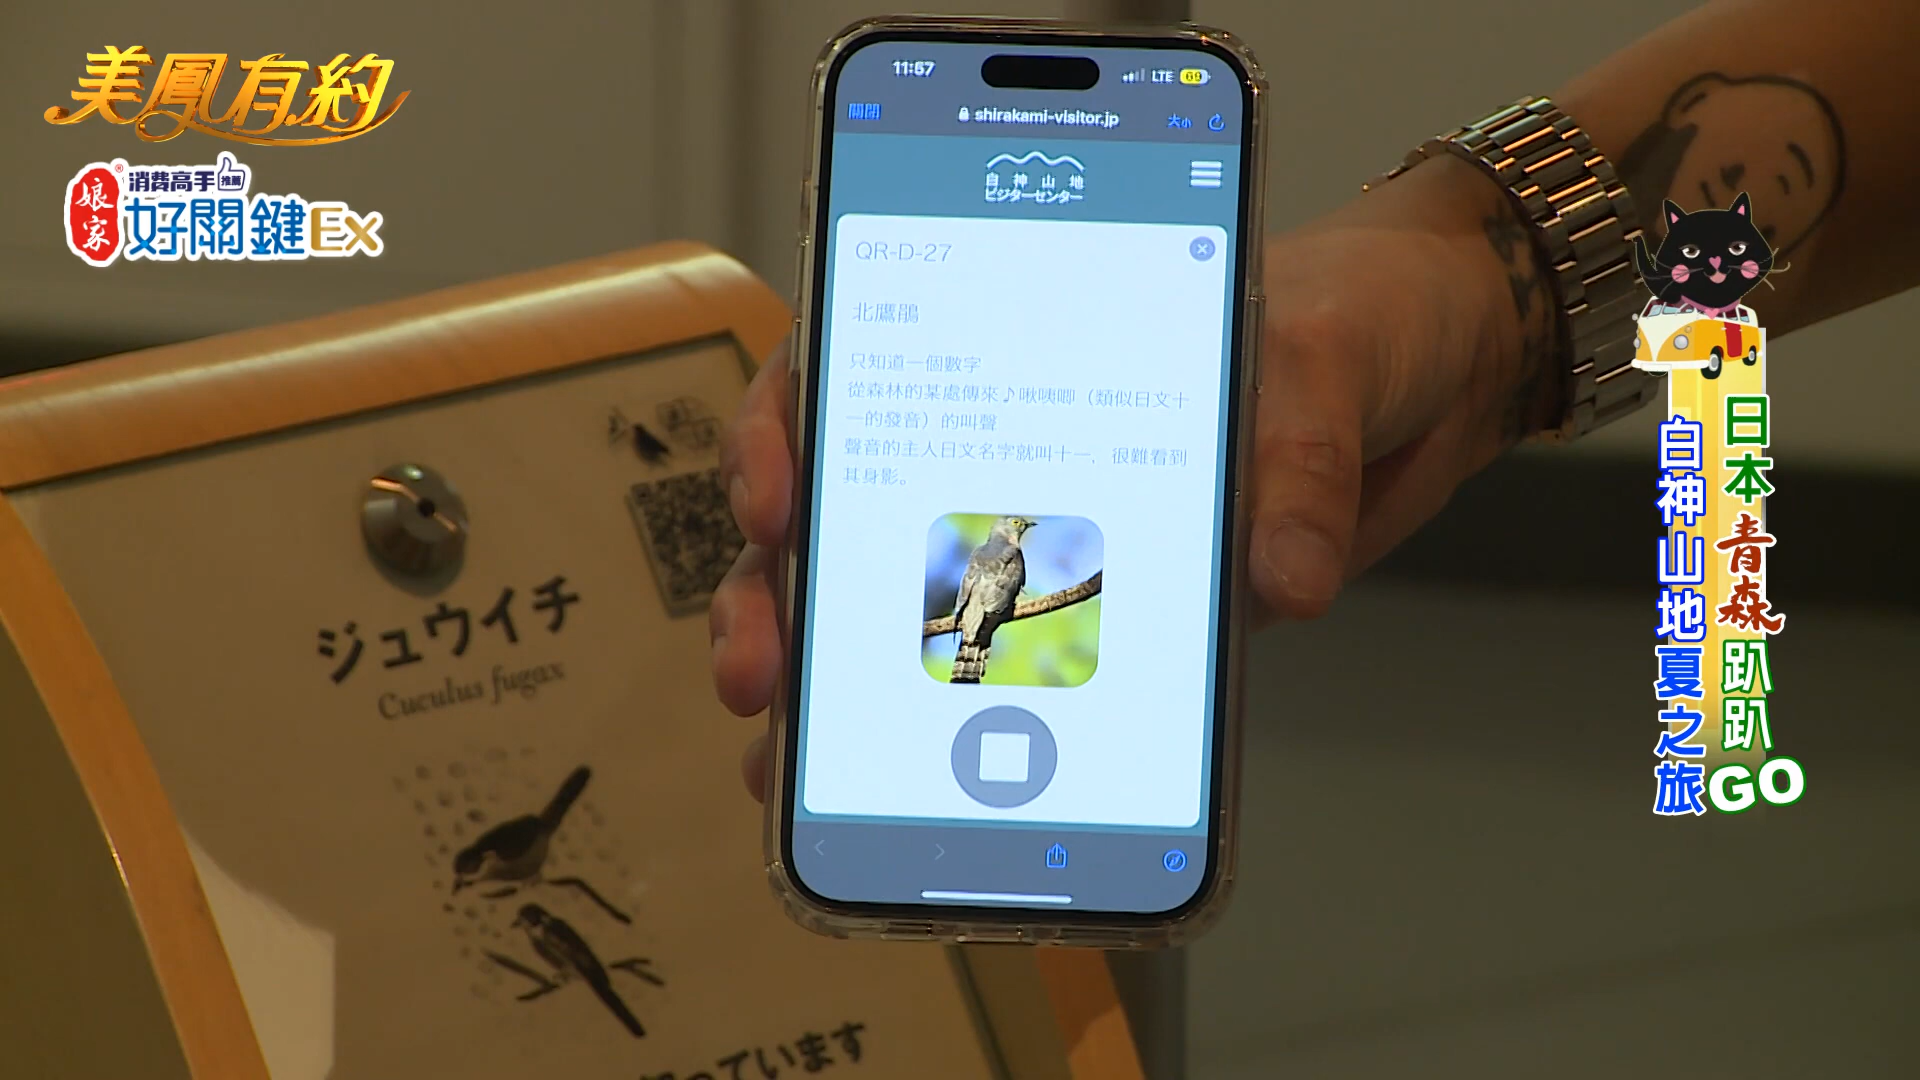 美鳳有約
娘家
消費高手
推薦
好關鍵Ex
11:57
LTE 69
關閉
shirakami-visitor.jp
大小
白神山地
ビジターセンター
QR-D-27
北鷹鵑
只知道一個數字
從森林的某處傳來♪啾咦唧（類似日文十
一的發音）的叫聲
聲音的主人日文名字就叫十一，很難看到
其身影。
ジュウイチ
Cuculus fugax
っています
日本青森趴趴GO
白神山地夏之旅